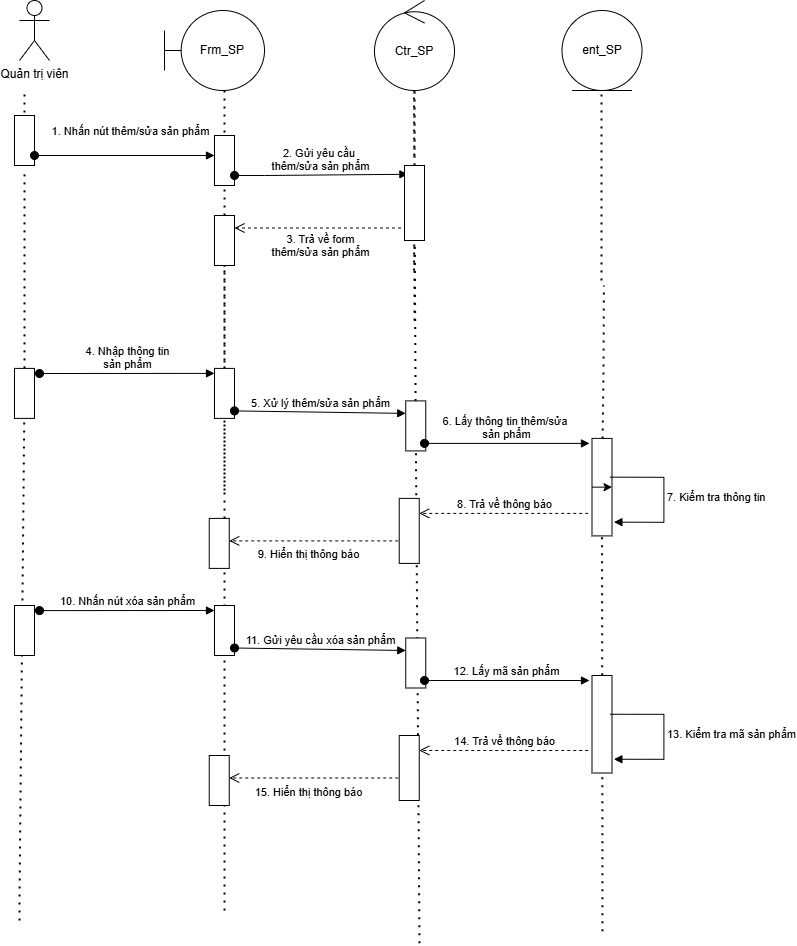 Frm_SP
Ctr_SP
ent_SP
Quản trị viên
1. Nhấn nút thêm/sửa sản phẩm
2. Gửi yêu cầu
thêm/sửa sản phẩm
3. Trả về form
thêm/sửa sản phẩm
4. Nhập thông tin
sản phẩm
5. Xử lý thêm/sửa sản phẩm
6. Lấy thông tin thêm/sửa
sản phẩm
7. Kiểm tra thông tin
8. Trả về thông báo
9. Hiển thị thông báo
10. Nhấn nút xóa sản phẩm
11. Gửi yêu cầu xóa sản phẩm
12. Lấy mã sản phẩm
13. Kiểm tra mã sản phẩm
14. Trả về thông báo
15. Hiển thị thông báo